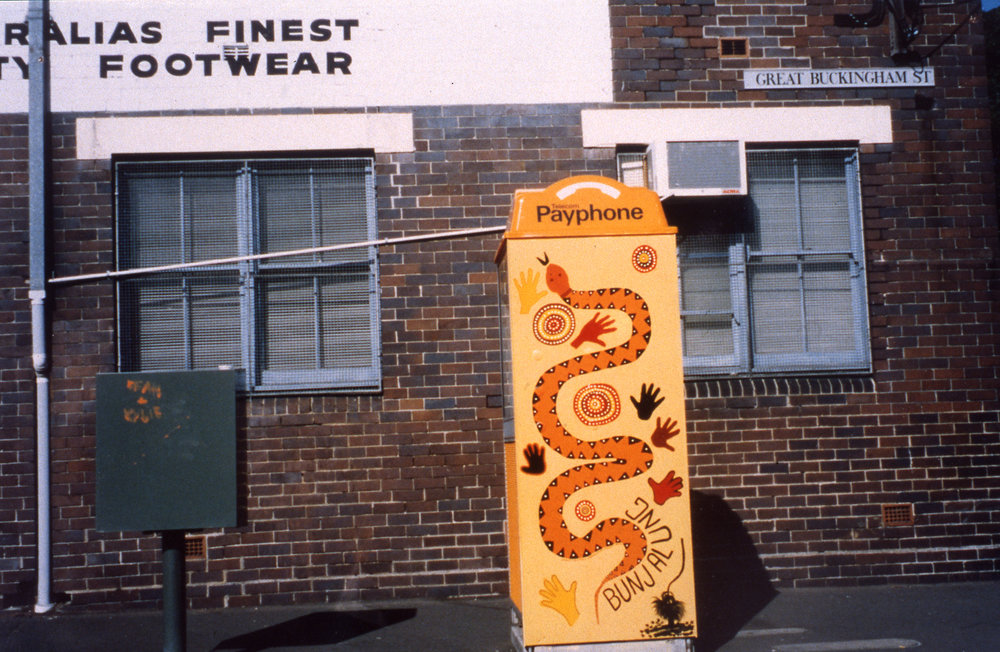 RALIAS FINEST
TY FOOTWEAR
GREAT BUCKINGHAM ST
Telecom
Payphone
BUNJALUNG